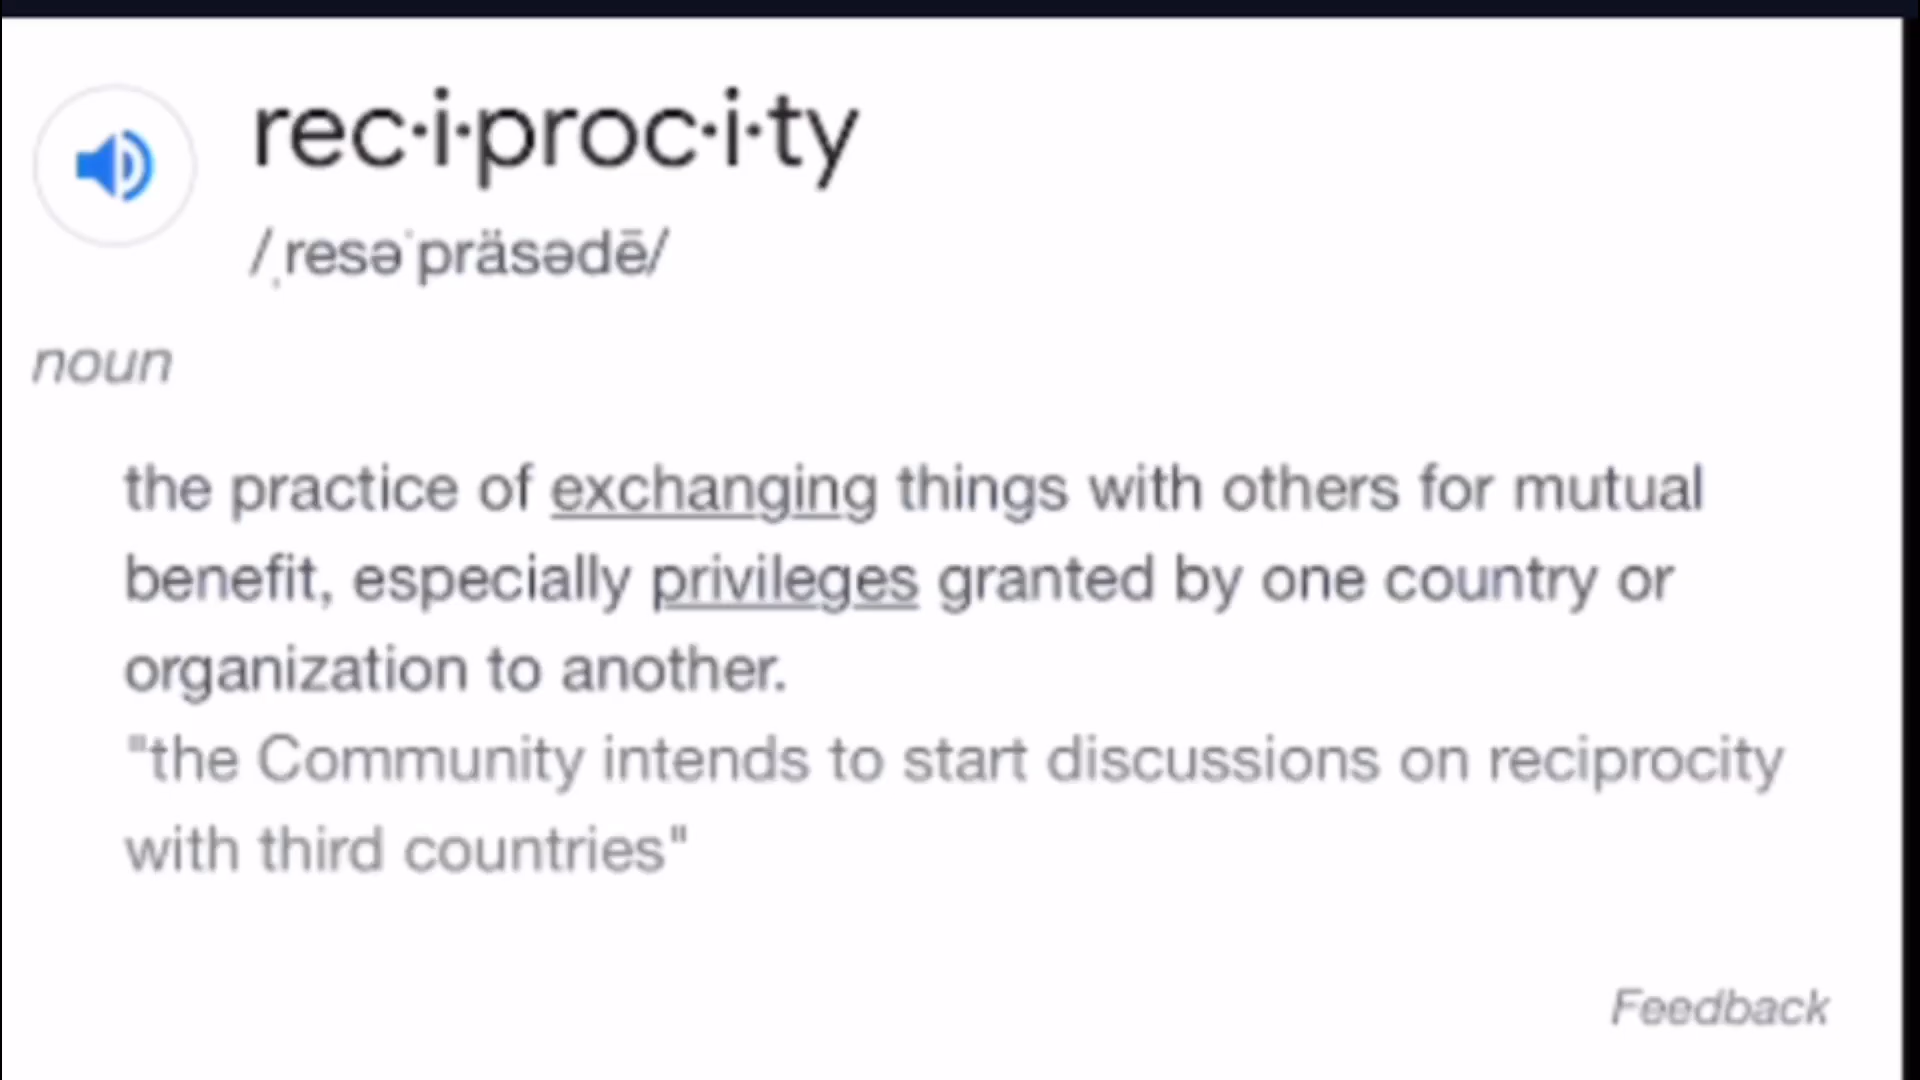 rec·i·proc·i·ty
/ˌresəˈpräsədē/
noun
the practice of exchanging things with others for mutual
benefit, especially privileges granted by one country or
organization to another.
"the Community intends to start discussions on reciprocity
with third countries"
Feedback